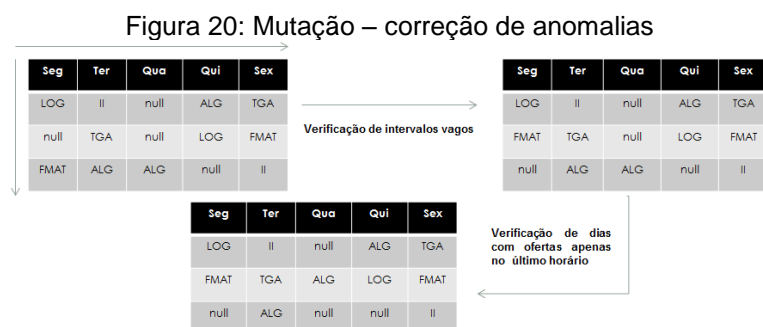 Figura 20: Mutação – correção de anomalias
Seg Ter Qua Qui Sex
LOG II null ALG TGA
null TGA null LOG FMAT
FMAT ALG ALG null II
Verificação de intervalos vagos
Seg Ter Qua Qui Sex
LOG II null ALG TGA
FMAT TGA null LOG FMAT
null ALG ALG null II
Seg Ter Qua Qui Sex
LOG II null ALG TGA
FMAT TGA ALG LOG FMAT
null ALG null null II
Verificação de dias
com ofertas apenas
no último horário